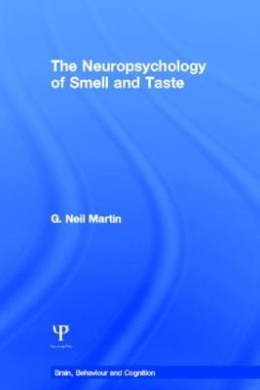 The Neuropsychology
of Smell and Taste
G. Neil Martin
Brain, Behaviour and Cognition